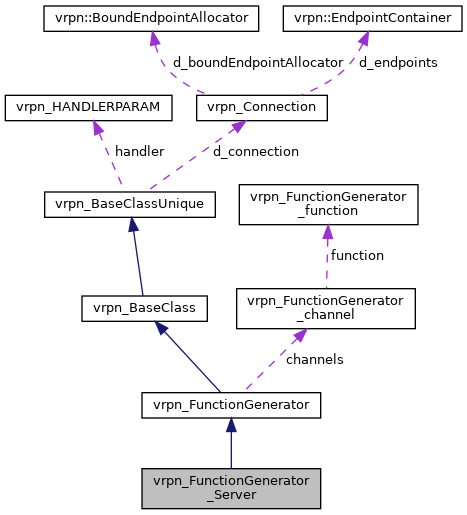 vrpn::BoundEndpointAllocator
vrpn::EndpointContainer
d_boundEndpointAllocator
d_endpoints
vrpn_HANDLERPARAM
vrpn_Connection
handler
d_connection
vrpn_BaseClassUnique
vrpn_FunctionGenerator
_function
function
vrpn_BaseClass
vrpn_FunctionGenerator
_channel
channels
vrpn_FunctionGenerator
vrpn_FunctionGenerator
_Server